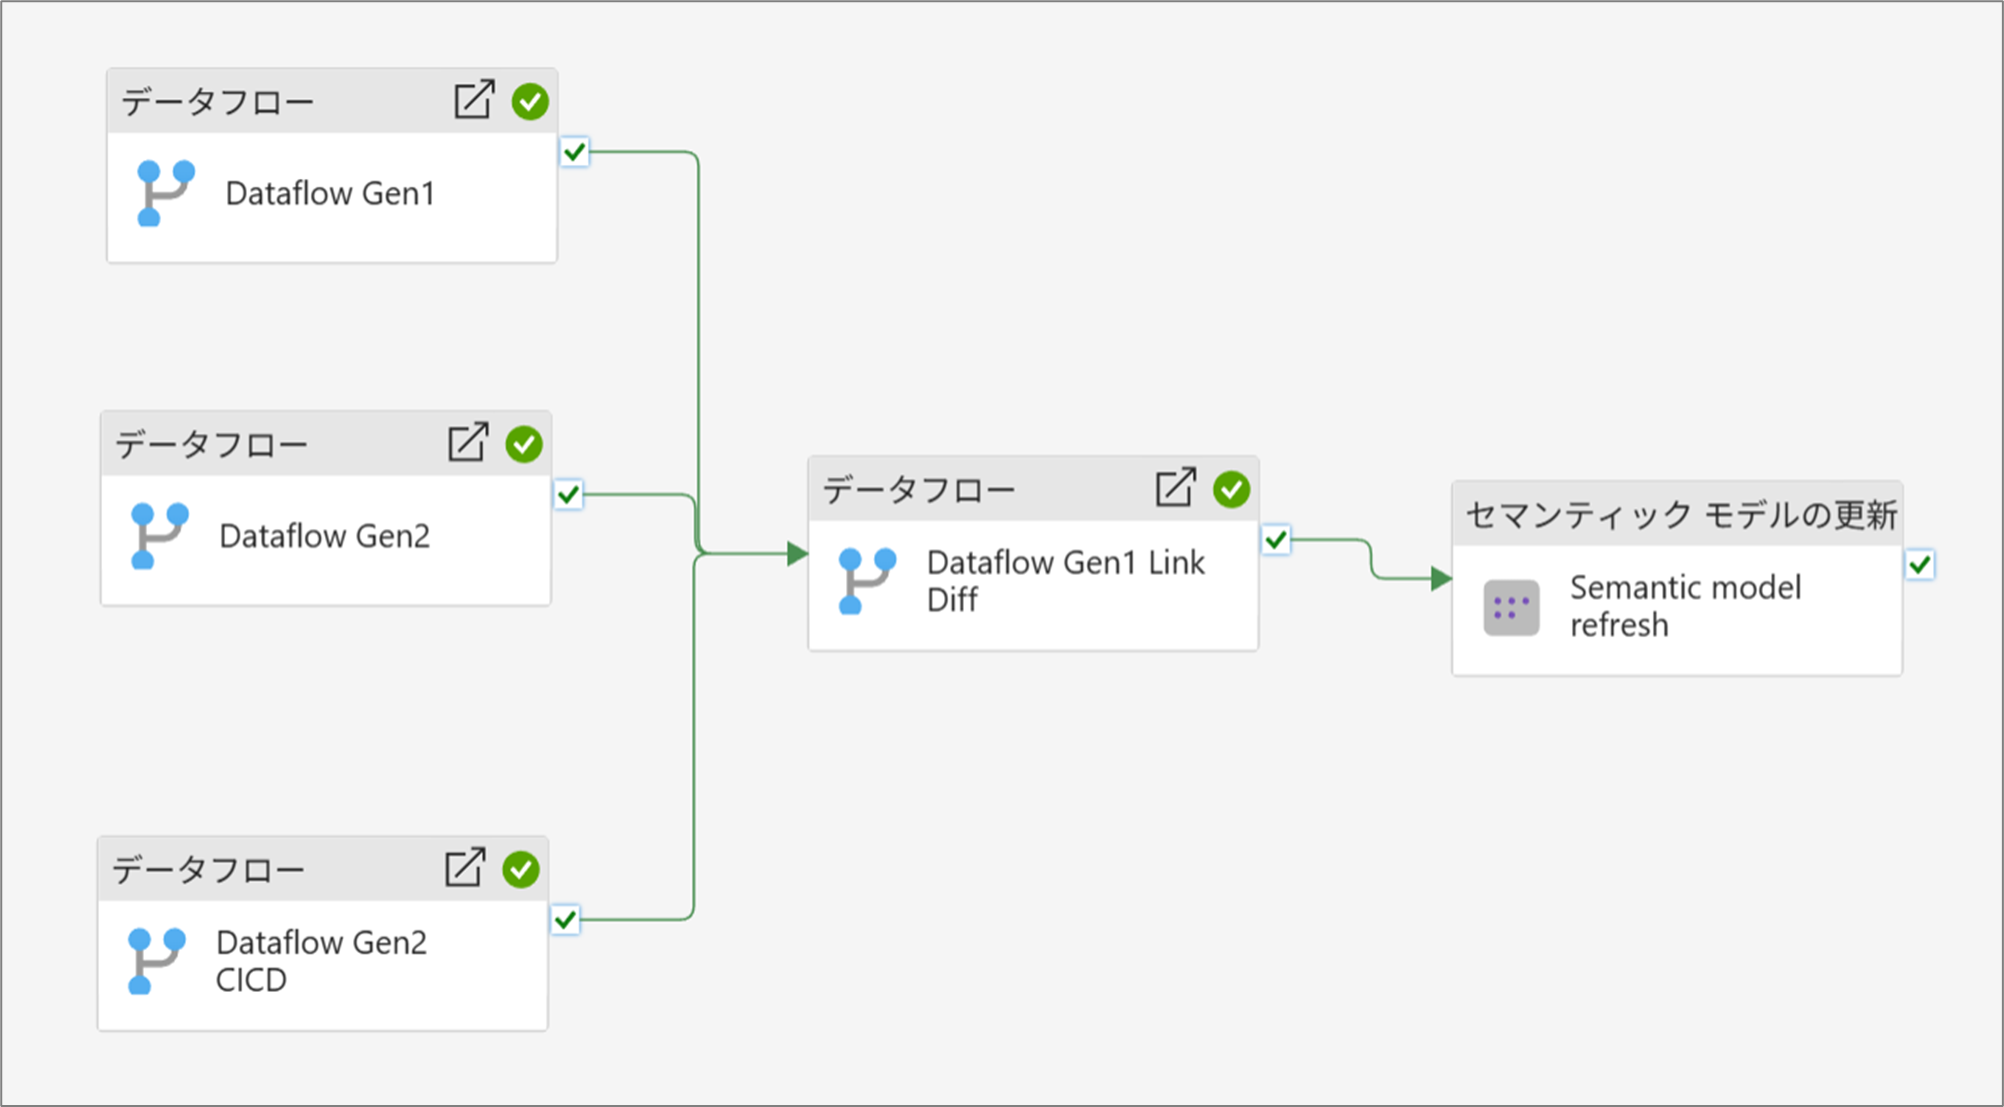 データフロー
Dataflow Gen1
データフロー
Dataflow Gen2
データフロー
Dataflow Gen2
CICD
データフロー
Dataflow Gen1 Link
Diff
セマンティック モデルの更新
Semantic model
refresh